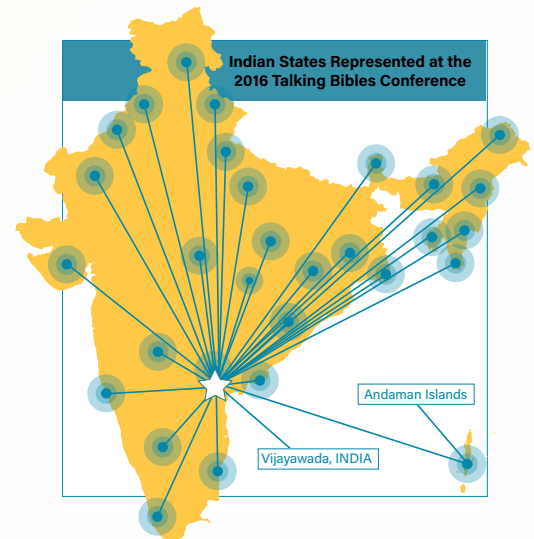 Indian States Represented at the
2016 Talking Bibles Conference
Andaman Islands
Vijayawada, INDIA